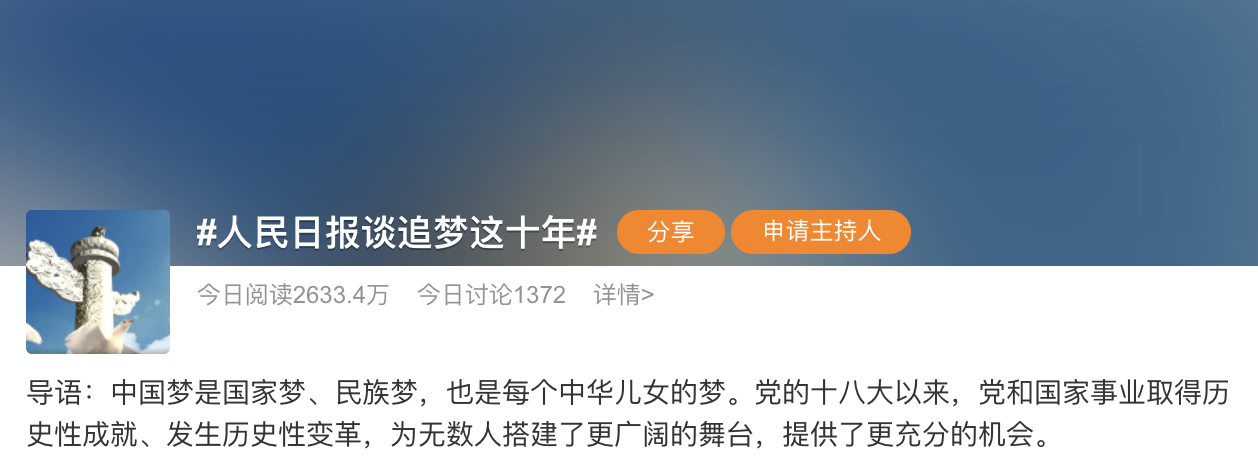 #人民日报谈追梦这十年# 分享 申请主持人
今日阅读2633.4万 今日讨论1372 详情>
导语：中国梦是国家梦、民族梦，也是每个中华儿女的梦。党的十八大以来，党和国家事业取得历
史性成就、发生历史性变革，为无数人搭建了更广阔的舞台，提供了更充分的机会。